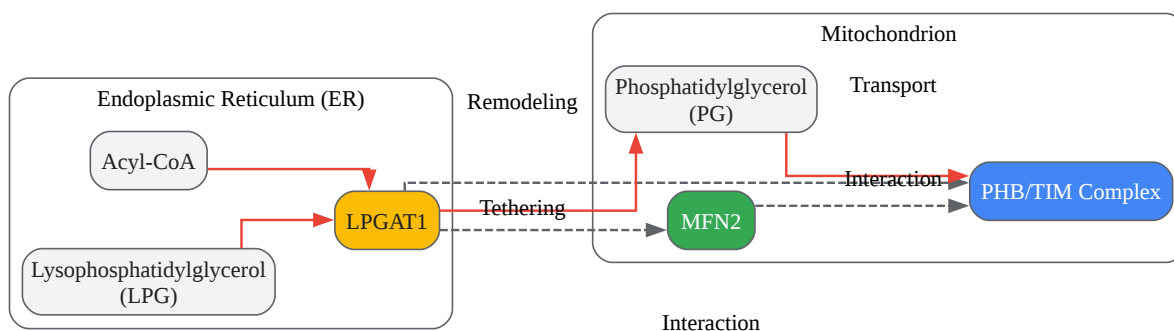 Mitochondrion
Endoplasmic Reticulum (ER)
Remodeling
Phosphatidylglycerol
(PG)
Transport
Acyl-CoA
LPGAT1
Tethering
MFN2
Interaction
PHB/TIM Complex
Lysophosphatidylglycerol
(LPG)
Interaction